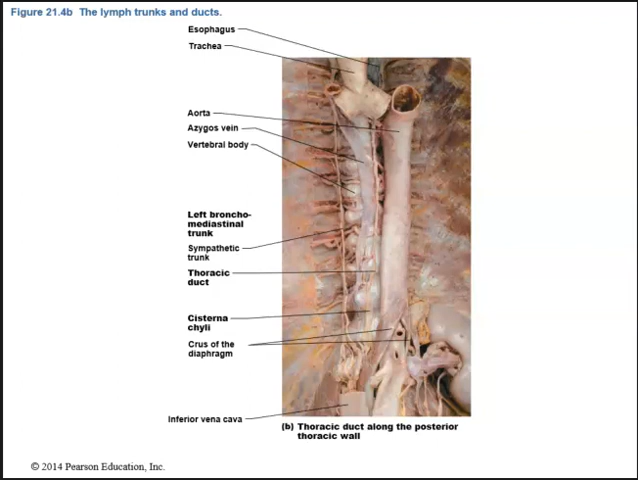 Figure 21.4b The lymph trunks and ducts.
Esophagus
Trachea
Aorta
Azygos vein
Vertebral body
Left broncho-
mediastinal
trunk
Sympathetic
trunk
Thoracic
duct
Cisterna
chyli
Crus of the
diaphragm
Inferior vena cava
(b) Thoracic duct along the posterior
thoracic wall
© 2014 Pearson Education, Inc.